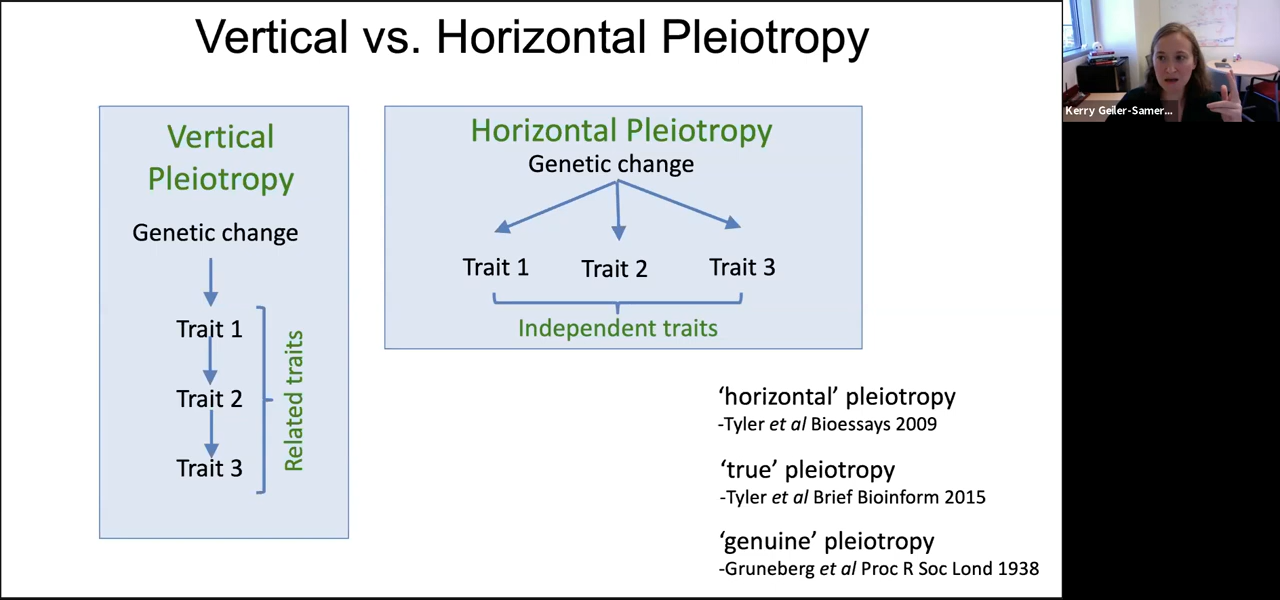 Vertical vs. Horizontal Pleiotropy
Vertical
Pleiotropy
Genetic change
Trait 1
Trait 2
Trait 3
Related traits
Horizontal Pleiotropy
Genetic change
Trait 1 Trait 2 Trait 3
Independent traits
‘horizontal’ pleiotropy
-Tyler et al Bioessays 2009
‘true’ pleiotropy
-Tyler et al Brief Bioinform 2015
‘genuine’ pleiotropy
-Gruneberg et al Proc R Soc Lond 1938
Kerry Geiler-Samer...